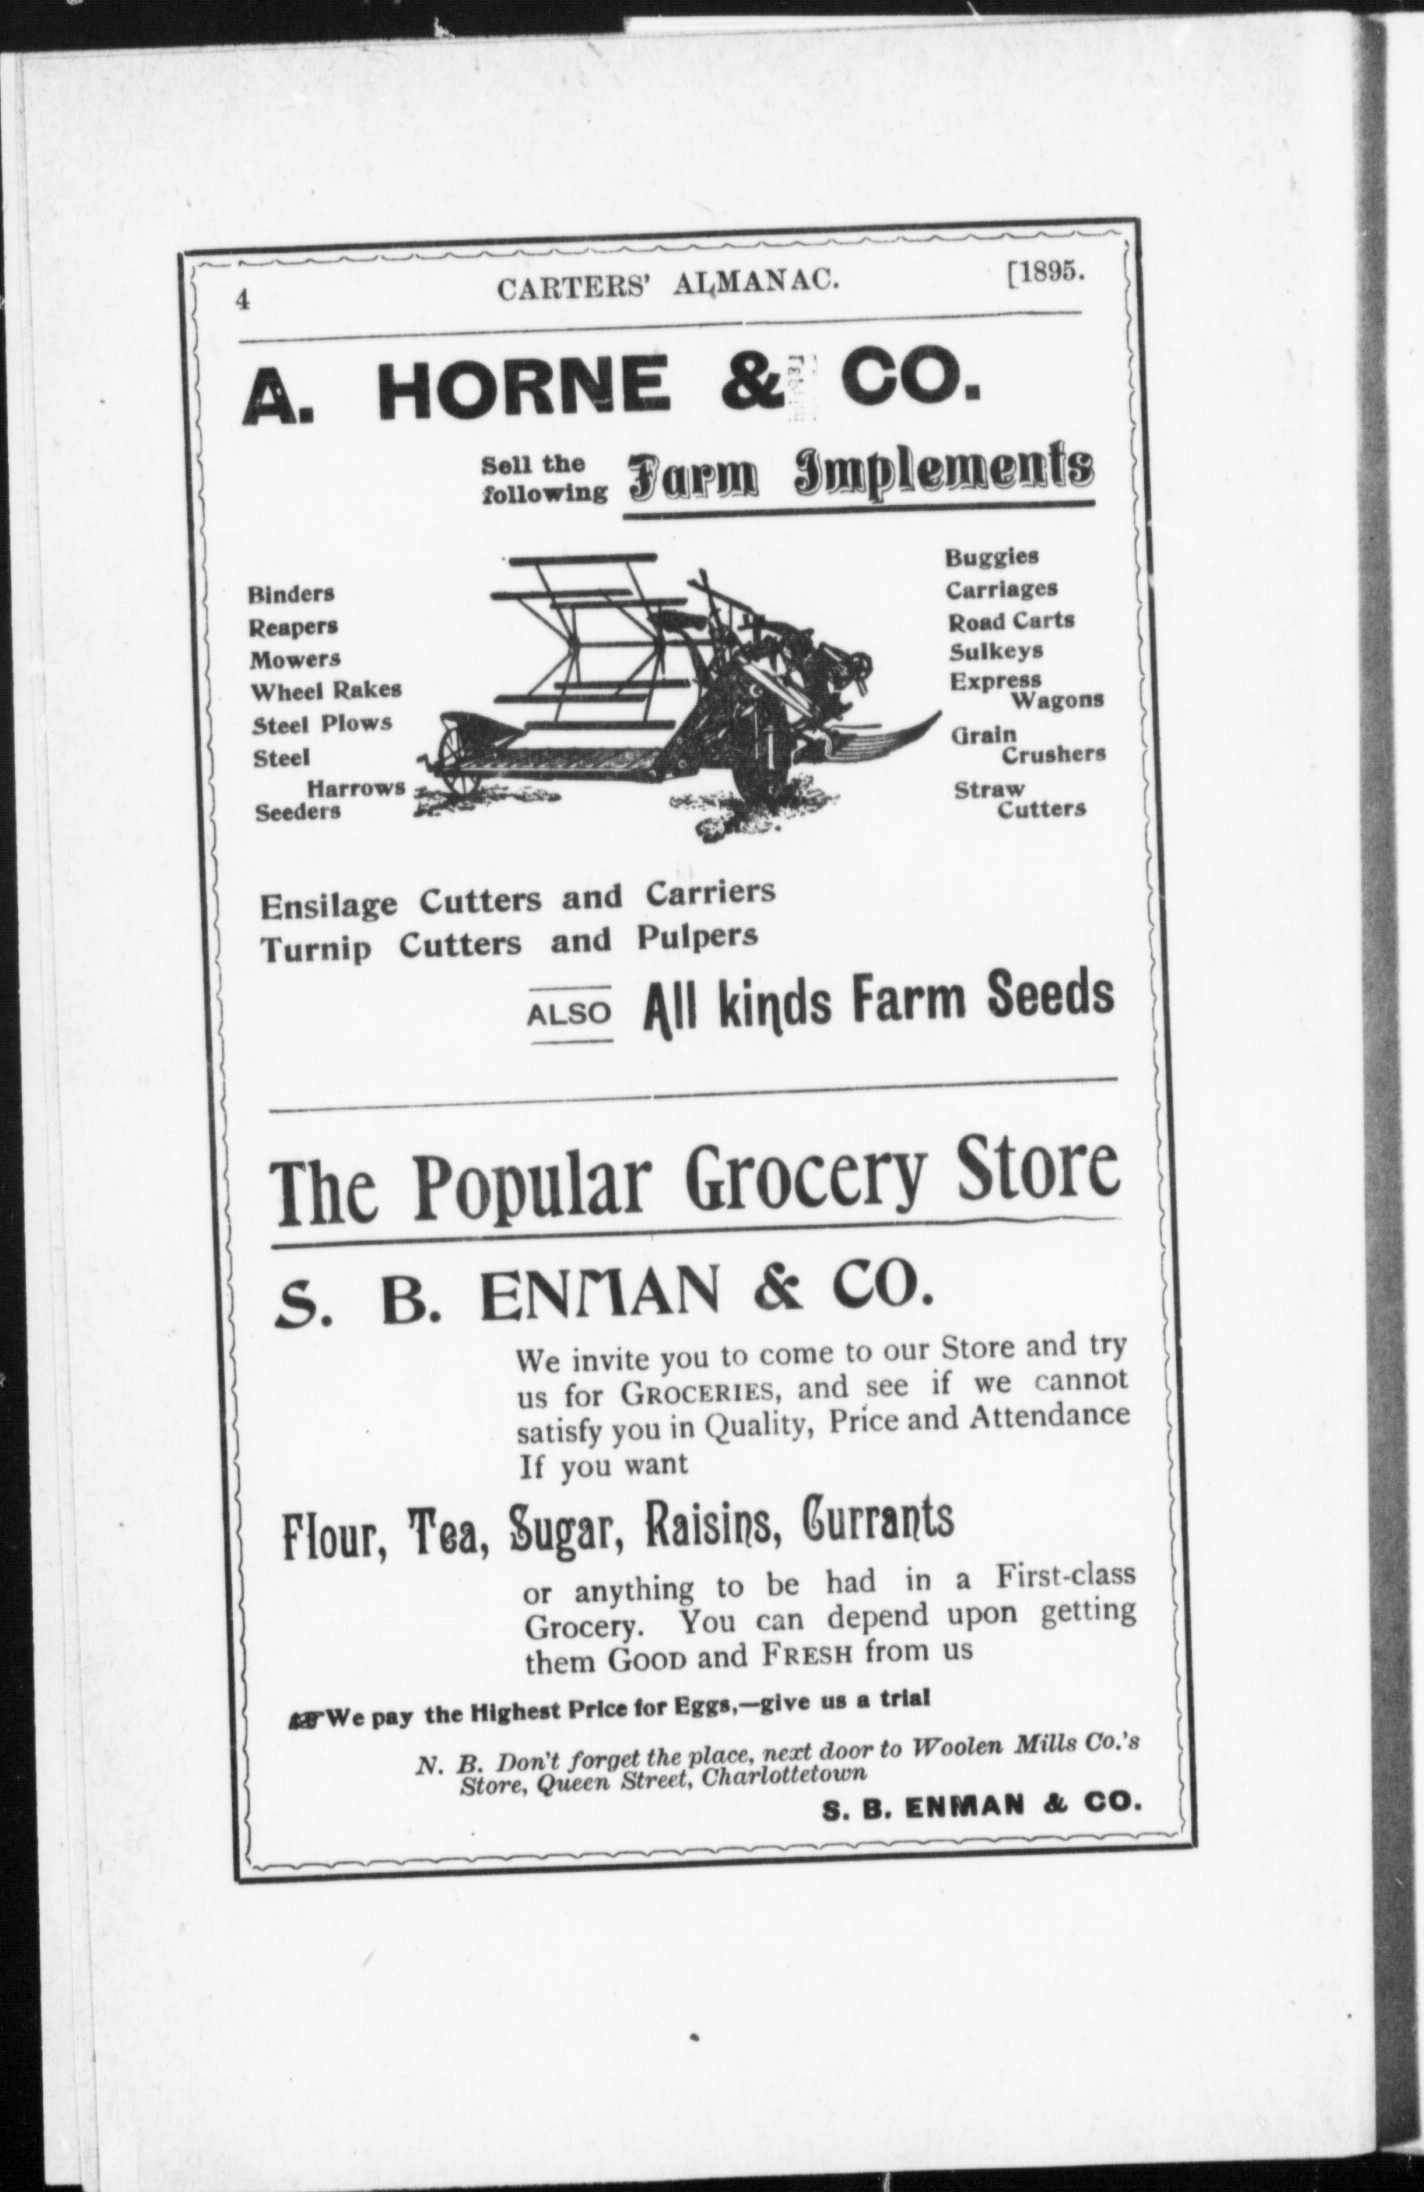 4 CARTERS' ALMANAC. [1895.
A. HORNE & CO.
Sell the
following Farm Implements
Binders
Reapers
Mowers
Wheel Rakes
Steel Plows
Steel
Harrows
Seeders
Buggies
Carriages
Road Carts
Sulkeys
Express
Wagons
Grain
Crushers
Straw
Cutters
Ensilage Cutters and Carriers
Turnip Cutters and Pulpers
ALSO All kinds Farm Seeds
The Popular Grocery Store
S. B. ENMAN & CO.
We invite you to come to our Store and try
us for GROCERIES, and see if we cannot
satisfy you in Quality, Price and Attendance
If you want
Flour, Tea, Sugar, Raisins, Currants
or anything to be had in a First-class
Grocery. You can depend upon getting
them GOOD and FRESH from us
☞We pay the Highest Price for Eggs,—give us a trial
N. B. Don't forget the place, next door to Woolen Mills Co.'s
Store, Queen Street, Charlottetown
S. B. ENMAN & CO.